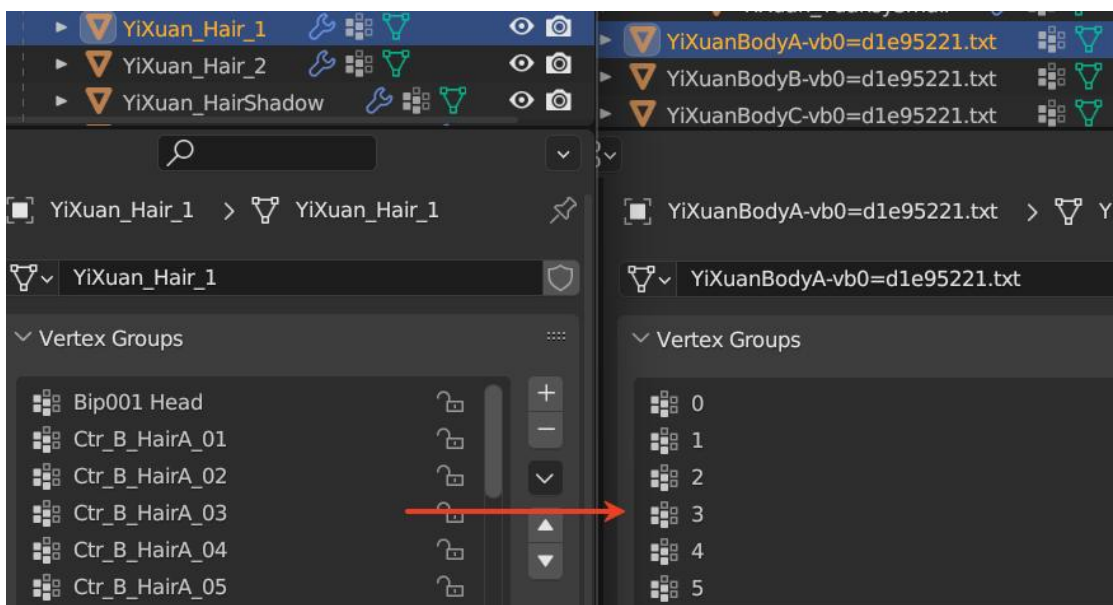 YiXuan_Hair_1
YiXuan_Hair_2
YiXuan_HairShadow
YiXuan_Hair_1 > YiXuan_Hair_1
YiXuan_Hair_1
Vertex Groups
Bip001 Head
Ctr_B_HairA_01
Ctr_B_HairA_02
Ctr_B_HairA_03
Ctr_B_HairA_04
Ctr_B_HairA_05
YiXuanBodyA-vb0=d1e95221.txt
YiXuanBodyB-vb0=d1e95221.txt
YiXuanBodyC-vb0=d1e95221.txt
YiXuanBodyA-vb0=d1e95221.txt > Y
YiXuanBodyA-vb0=d1e95221.txt
Vertex Groups
0
1
2
3
4
5